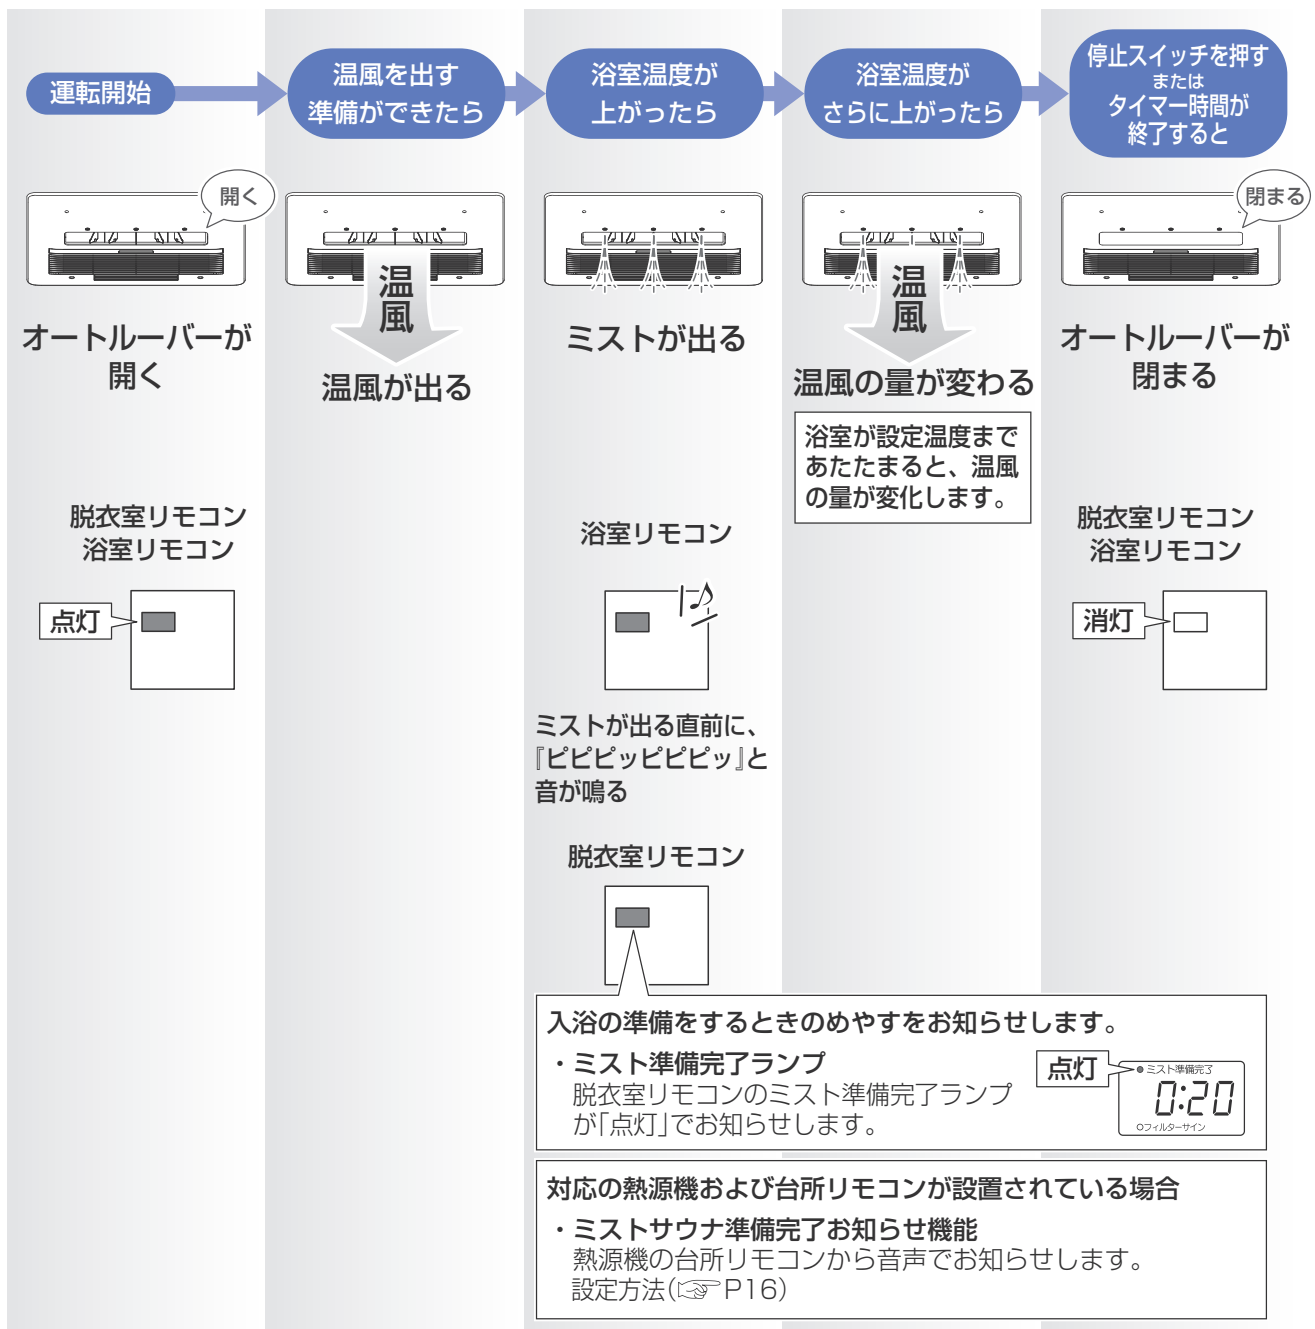 運転開始
温風を出す
準備ができたら
浴室温度が
上がったら
浴室温度が
さらに上がったら
停止スイッチを押す
または
タイマー時間が
終了すると
開く
オートルーバーが
開く
温風
温風が出る
ミストが出る
温風
温風の量が変わる
浴室が設定温度まで
あたたまると、温風
の量が変化します。
閉まる
オートルーバーが
閉まる
脱衣室リモコン
浴室リモコン
点灯
浴室リモコン
ミストが出る直前に、
『ピピピッピピピッ』と
音が鳴る
脱衣室リモコン
脱衣室リモコン
浴室リモコン
消灯
入浴の準備をするときのめやすをお知らせします。
・ミスト準備完了ランプ
脱衣室リモコンのミスト準備完了ランプ
が「点灯」でお知らせします。
点灯
ミスト準備完了
0:20
フィルターサイン
対応の熱源機および台所リモコンが設置されている場合
・ミストサウナ準備完了お知らせ機能
熱源機の台所リモコンから音声でお知らせします。
設定方法(☞P16)